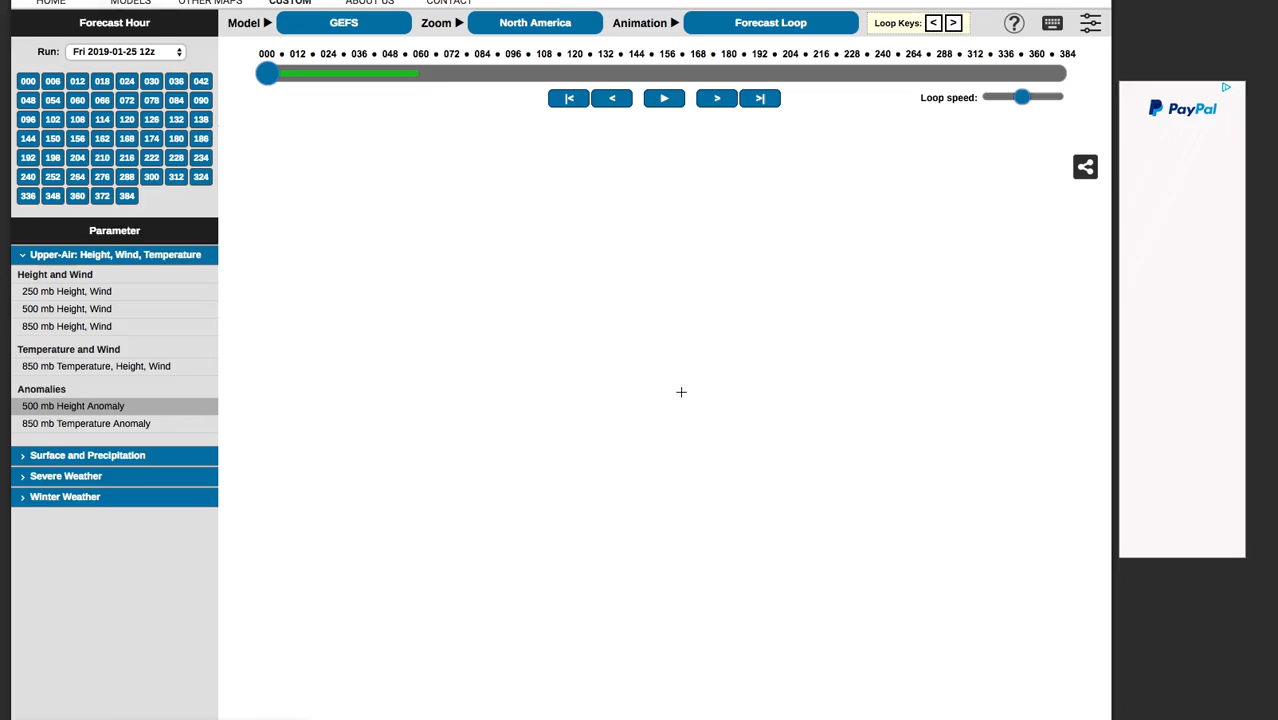 HOME MODELS OTHER MAPS CUSTOM ABOUT US CONTACT
Forecast Hour
Model GEFS Zoom North America Animation Forecast Loop Loop Keys: < > ?
Run: Fri 2019-01-25 12z
000 • 012 • 024 • 036 • 048 • 060 • 072 • 084 • 096 • 108 • 120 • 132 • 144 • 156 • 168 • 180 • 192 • 204 • 216 • 228 • 240 • 252 • 264 • 288 • 312 • 336 • 360 • 384
000 006 012 018 024 030 036 042
048 054 060 066 072 078 084 090
096 102 108 114 120 126 132 138
144 150 156 162 168 174 180 186
192 198 204 210 216 222 228 234
240 252 264 276 288 300 312 324
336 348 360 372 384
|< < > >|
Loop speed:
PayPal
Parameter
Upper-Air: Height, Wind, Temperature
Height and Wind
250 mb Height, Wind
500 mb Height, Wind
850 mb Height, Wind
Temperature and Wind
850 mb Temperature, Height, Wind
Anomalies
500 mb Height Anomaly
850 mb Temperature Anomaly
Surface and Precipitation
Severe Weather
Winter Weather